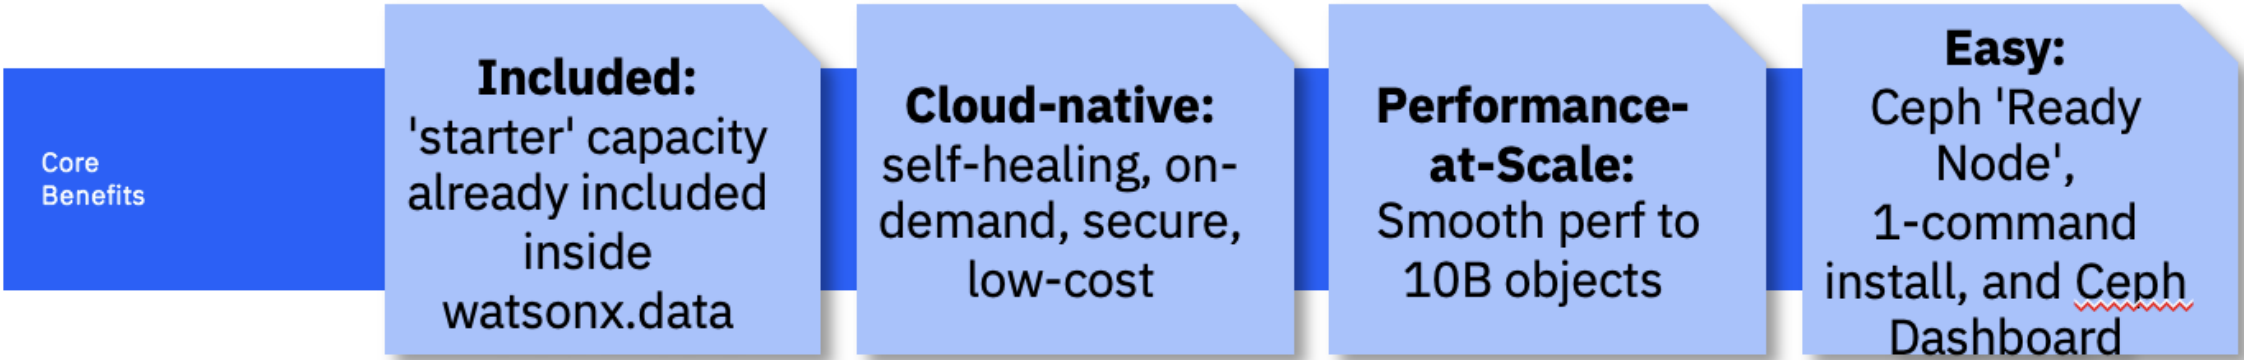 Core
Benefits
Included:
'starter' capacity
already included
inside
watsonx.data
Cloud-native:
self-healing, on-
demand, secure,
low-cost
Performance-
at-Scale:
Smooth perf to
10B objects
Easy:
Ceph 'Ready
Node',
1-command
install, and Ceph
Dashboard